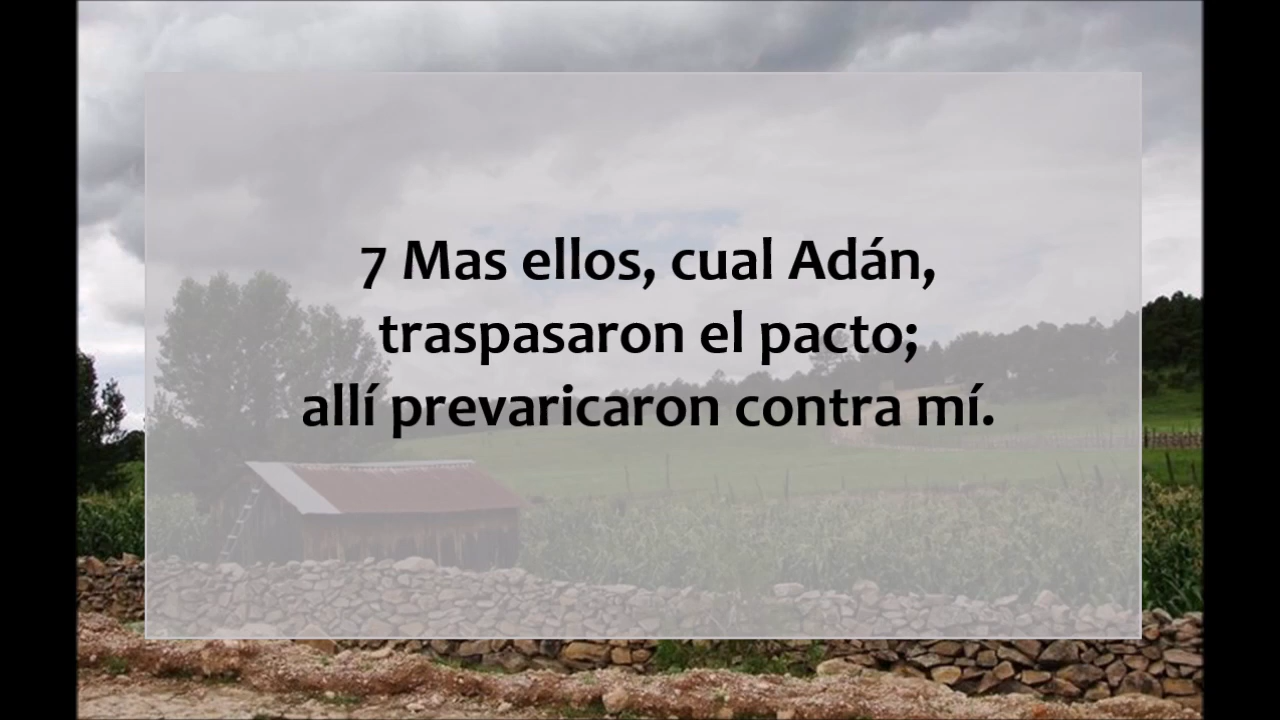 7 Mas ellos, cual Adán,
traspasaron el pacto;
allí prevaricaron contra mí.